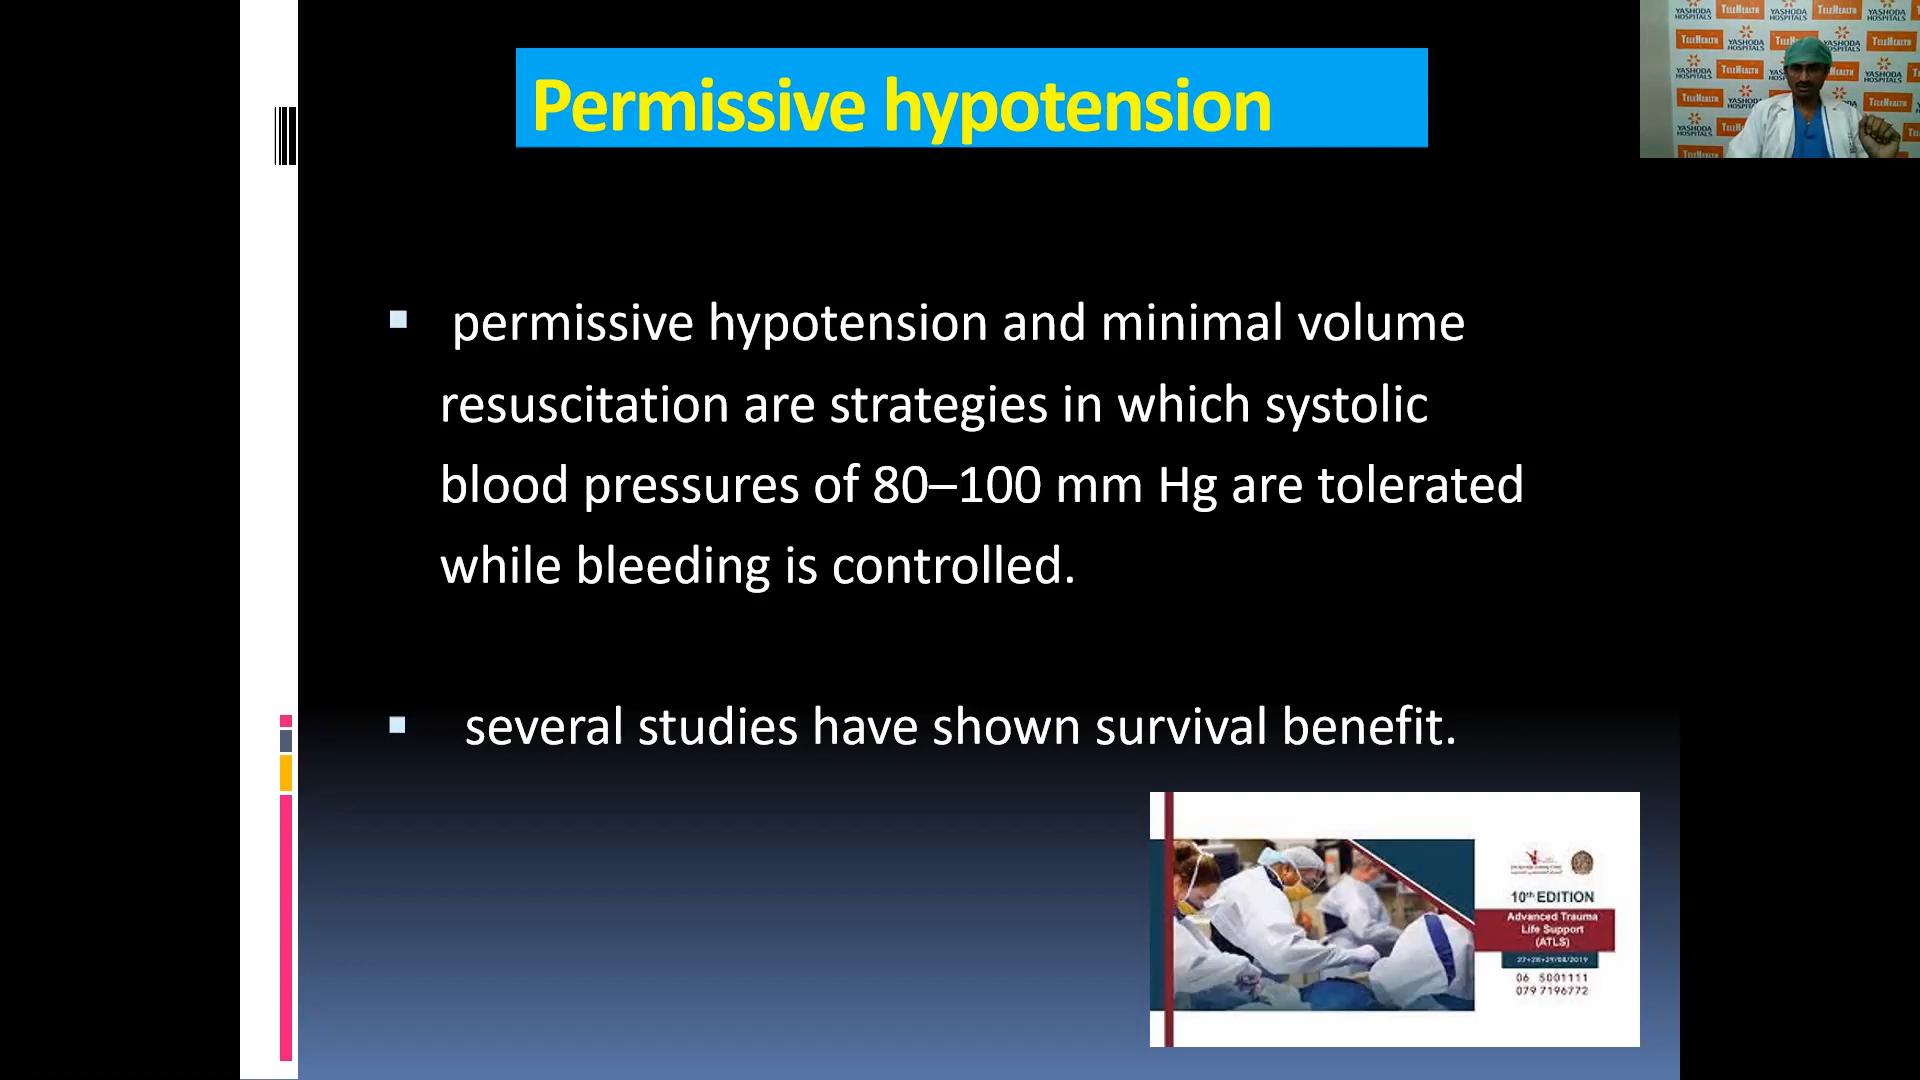 Permissive hypotension
permissive hypotension and minimal volume
resuscitation are strategies in which systolic
blood pressures of 80–100 mm Hg are tolerated
while bleeding is controlled.
several studies have shown survival benefit.
10th EDITION
Advanced Trauma
Life Support
(ATLS)
27+28+29/08/2019
06 5001111
079 7196772
YASHODA
HOSPITALS
TELEHEALTH